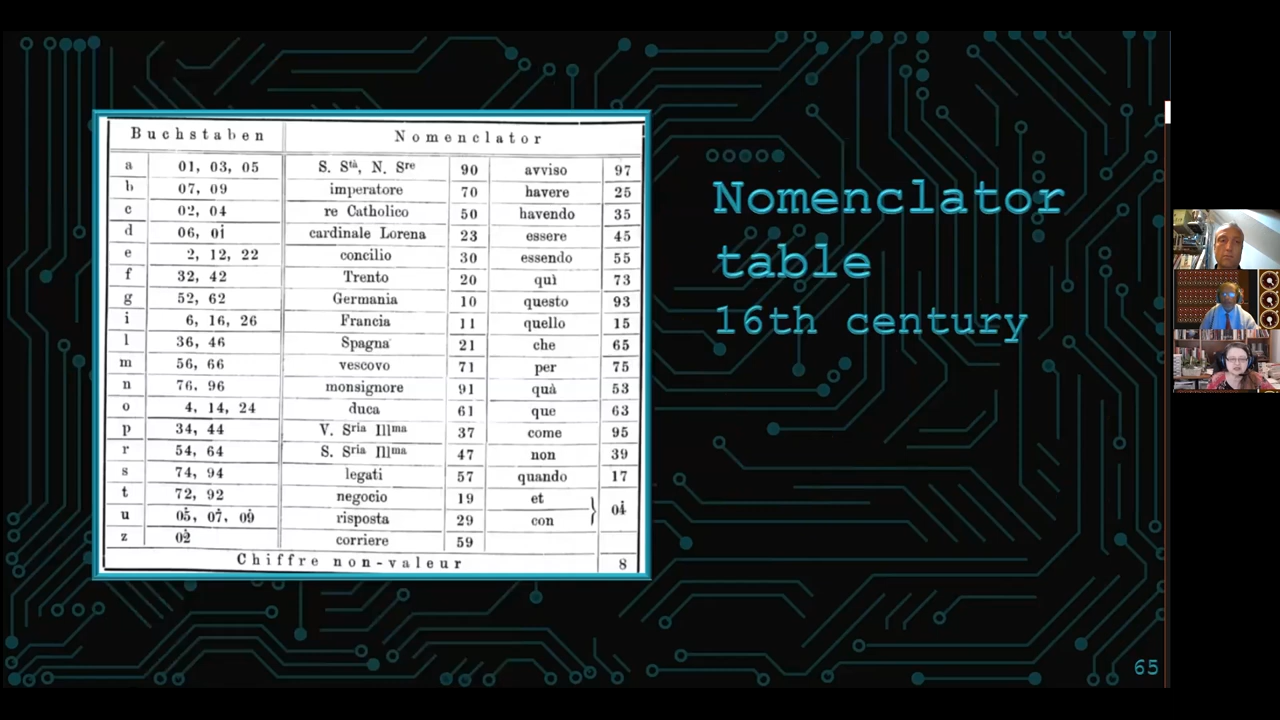 Buchstaben Nomenclator
a 01, 03, 05 S. Stà, N. Sre 90 avviso 97
b 07, 09 imperatore 70 havere 25
c 02, 04 re Catholico 50 havendo 35
d 06, 0i cardinale Lorena 23 essere 45
e 2, 12, 22 concilio 30 essendo 55
f 32, 42 Trento 20 quì 73
g 52, 62 Germania 10 questo 93
i 6, 16, 26 Francia 11 quello 15
l 36, 46 Spagna 21 che 65
m 56, 66 vescovo 71 per 75
n 76, 96 monsignore 91 quà 53
o 4, 14, 24 duca 61 que 63
p 34, 44 V. Sria Illma 37 come 95
r 54, 64 S. Sria Illma 47 non 39
s 74, 94 legati 57 quando 17
t 72, 92 negocio 19 et } 04̇
u 05̇, 07̇, 09̇ risposta 29 con
z 02̇ corriere 59
Chiffre non-valeur 8
Nomenclator
table
16th century
65